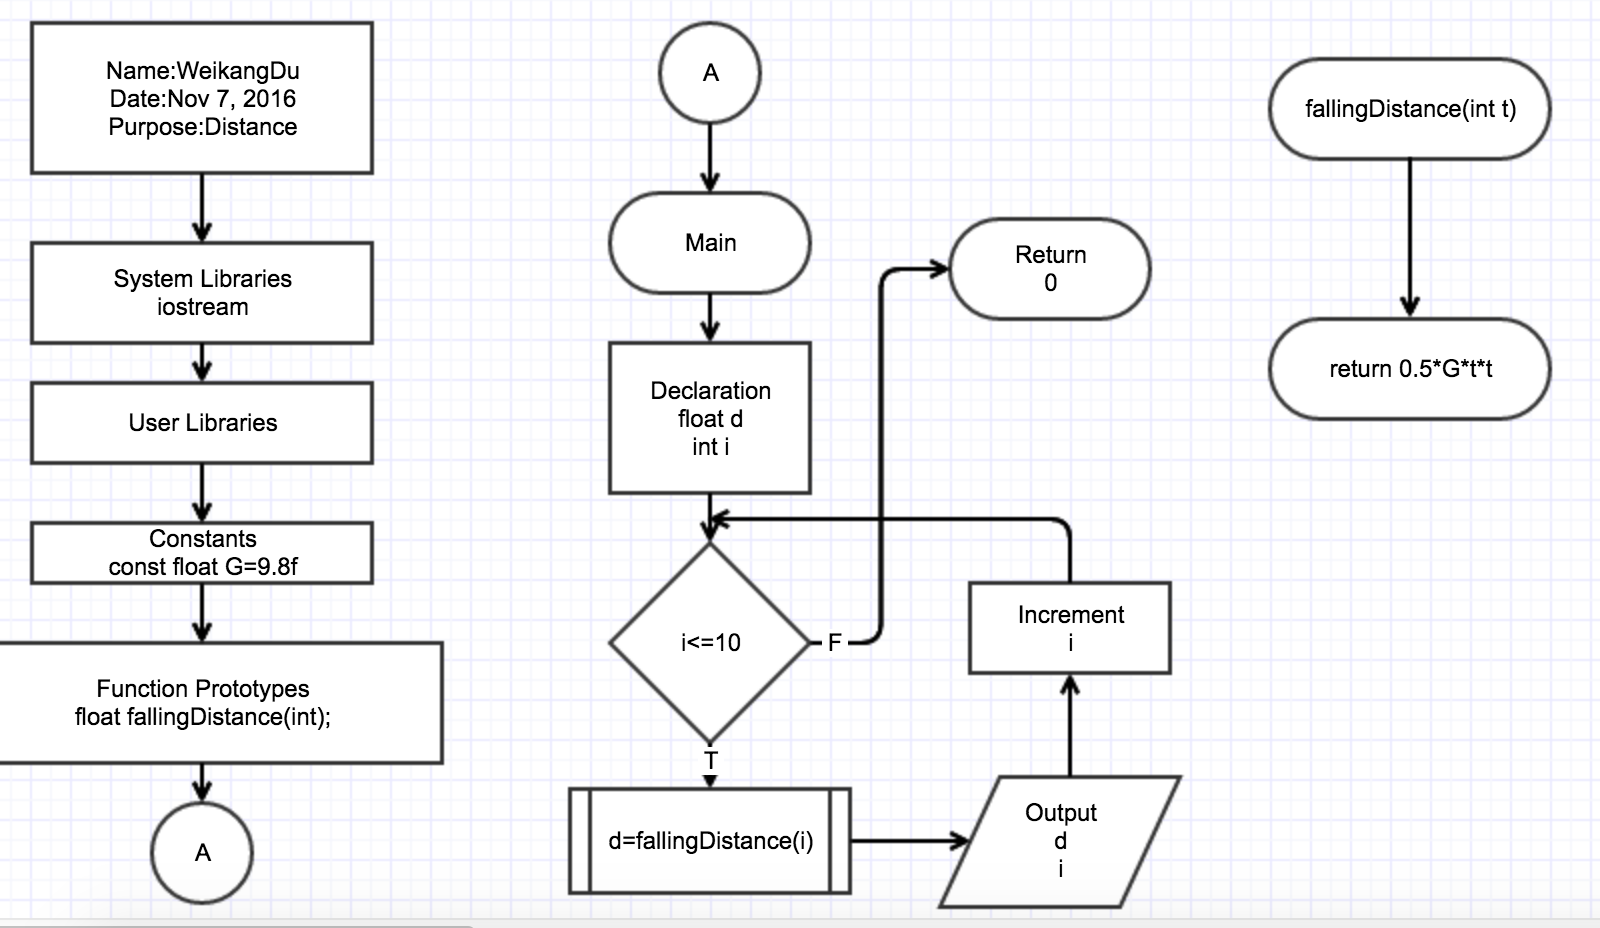 Name:WeikangDu
Date:Nov 7, 2016
Purpose:Distance
System Libraries
iostream
User Libraries
Constants
const float G=9.8f
Function Prototypes
float fallingDistance(int);
A
A
Main
Declaration
float d
int i
i<=10
F
T
d=fallingDistance(i)
Output
d
i
Increment
i
Return
0
fallingDistance(int t)
return 0.5*G*t*t